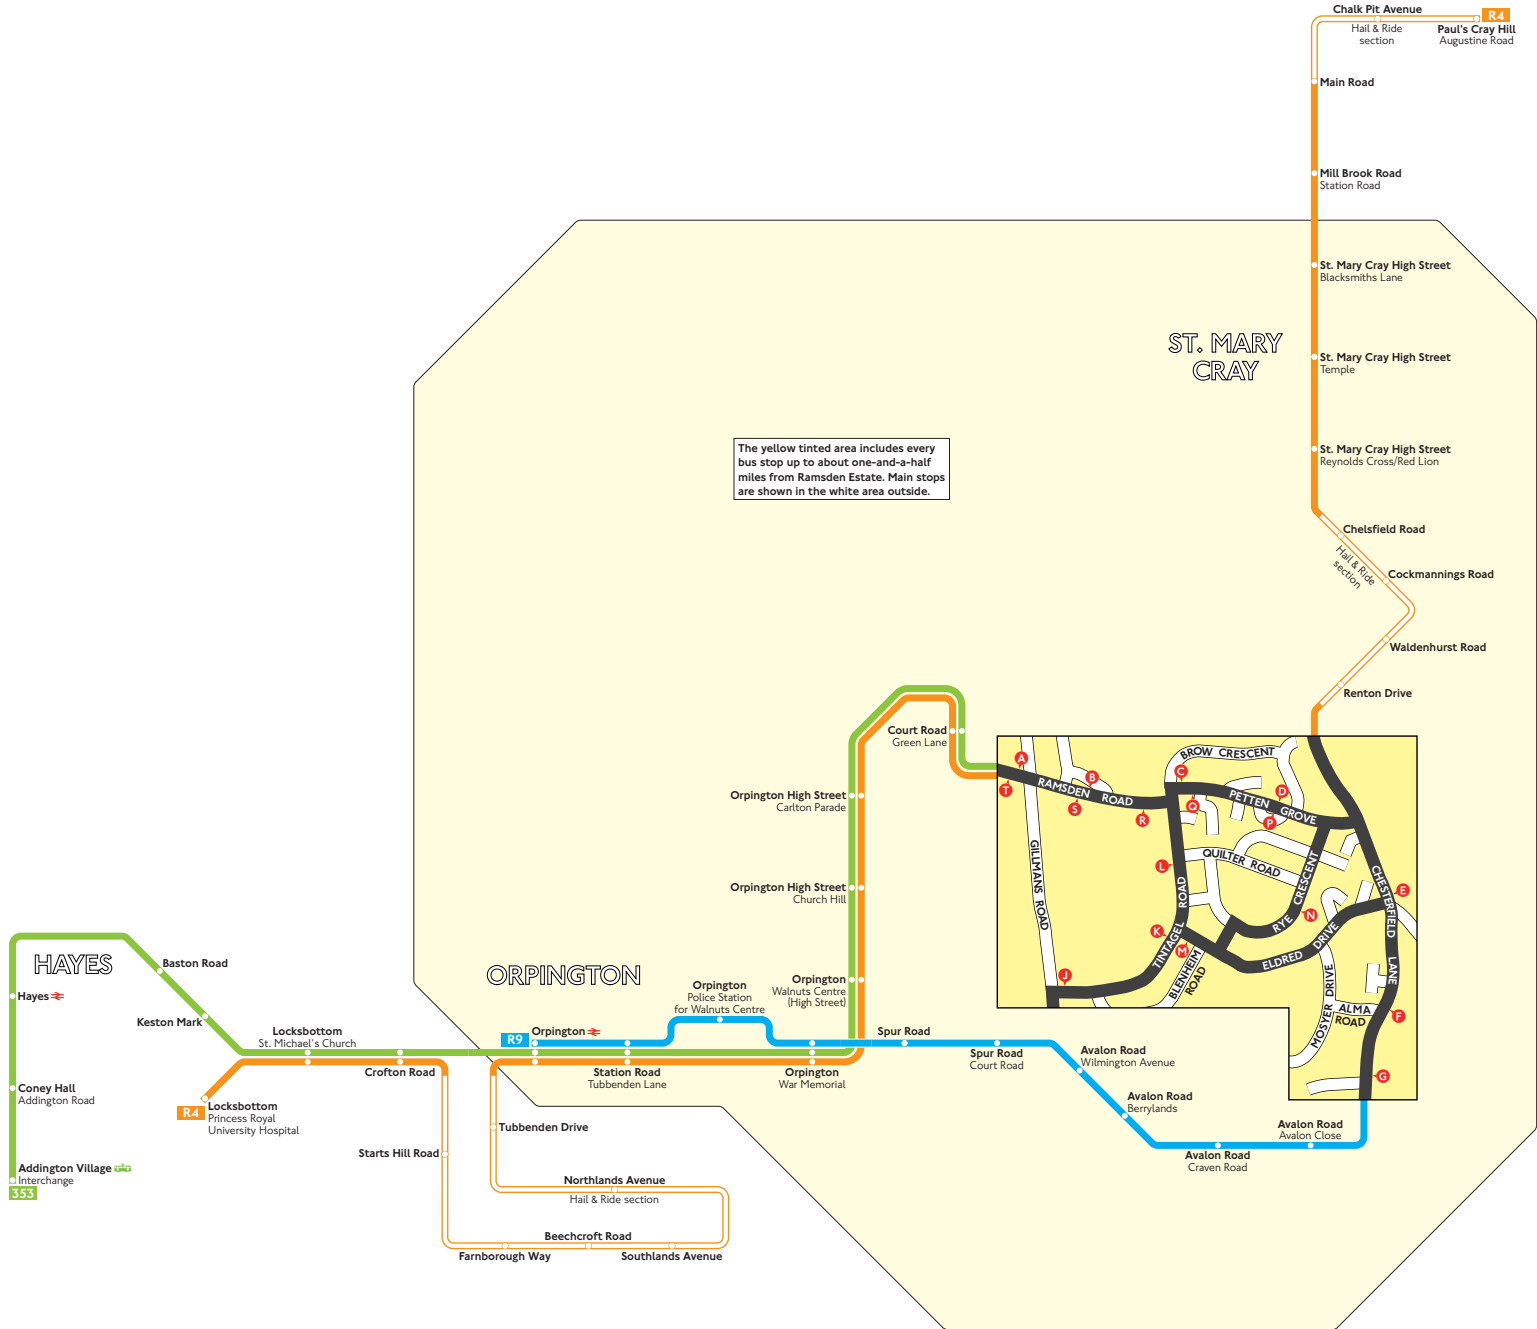 Chalk Pit Avenue
R4
Hail & Ride
section
Paul's Cray Hill
Augustine Road
Main Road
Mill Brook Road
Station Road
St. Mary Cray High Street
Blacksmiths Lane
ST. MARY
CRAY
St. Mary Cray High Street
Temple
The yellow tinted area includes every
bus stop up to about one-and-a-half
miles from Ramsden Estate. Main stops
are shown in the white area outside.
St. Mary Cray High Street
Reynolds Cross/Red Lion
Chelsfield Road
Hail & Ride
section
Cockmannings Road
Waldenhurst Road
Renton Drive
Court Road
Green Lane
A
B
C
D
T
S
R
Q
P
L
K
M
N
E
J
F
G
BROW CRESCENT
RAMSDEN ROAD
PETTEN GROVE
GILLMANS ROAD
QUILTER ROAD
TINTAGEL ROAD
RYE CRESCENT
CHESTERFIELD LANE
ELDRED DRIVE
BLENHEIM
ROAD
MOSYER DRIVE
ALMA
ROAD
Orpington High Street
Carlton Parade
Orpington High Street
Church Hill
Orpington
Walnuts Centre
(High Street)
ORPINGTON
Orpington
Police Station
for Walnuts Centre
R9
Orpington
Spur Road
Spur Road
Court Road
Avalon Road
Wilmington Avenue
Avalon Road
Berrylands
Avalon Road
Craven Road
Avalon Road
Avalon Close
Station Road
Tubbenden Lane
Orpington
War Memorial
HAYES
Baston Road
Hayes
Keston Mark
Locksbottom
St. Michael's Church
Crofton Road
Coney Hall
Addington Road
R4
Locksbottom
Princess Royal
University Hospital
Addington Village
Interchange
353
Tubbenden Drive
Starts Hill Road
Northlands Avenue
Hail & Ride section
Beechcroft Road
Farnborough Way
Southlands Avenue